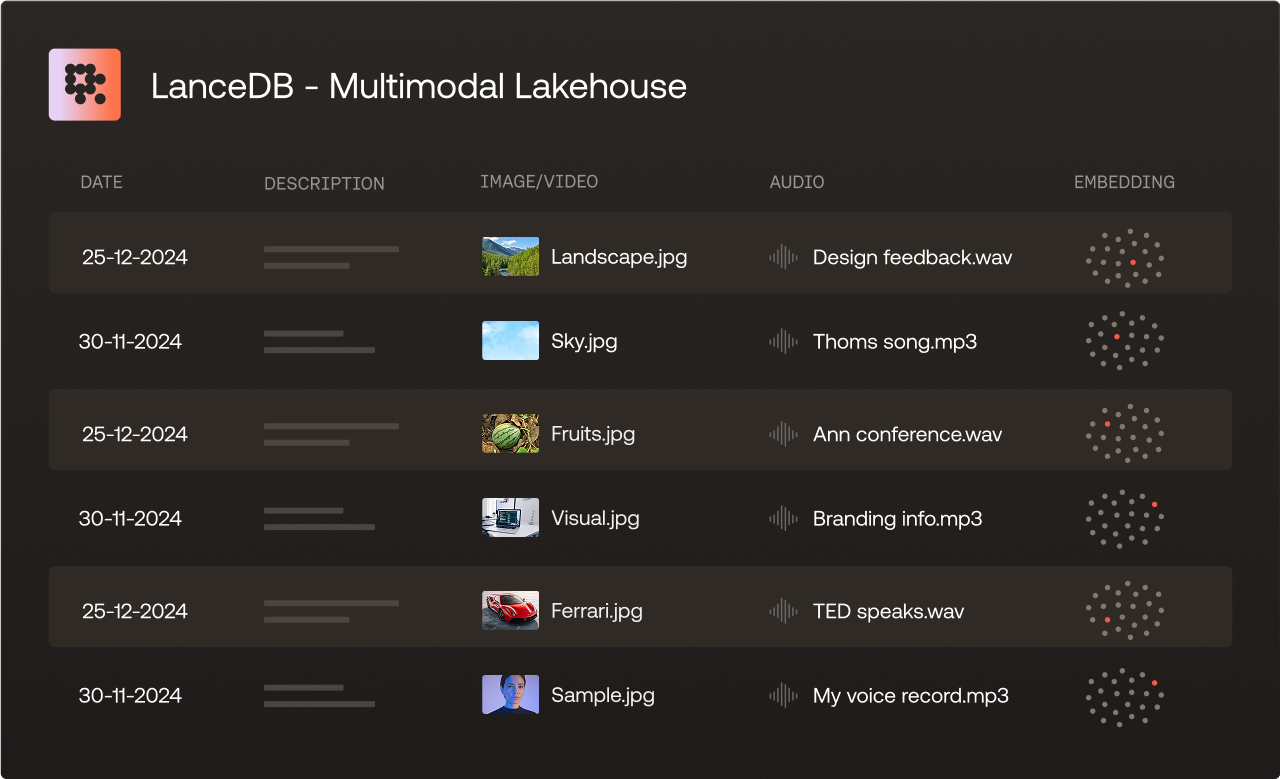 LanceDB - Multimodal Lakehouse
DATE DESCRIPTION IMAGE/VIDEO AUDIO EMBEDDING
25-12-2024 Landscape.jpg Design feedback.wav
30-11-2024 Sky.jpg Thoms song.mp3
25-12-2024 Fruits.jpg Ann conference.wav
30-11-2024 Visual.jpg Branding info.mp3
25-12-2024 Ferrari.jpg TED speaks.wav
30-11-2024 Sample.jpg My voice record.mp3